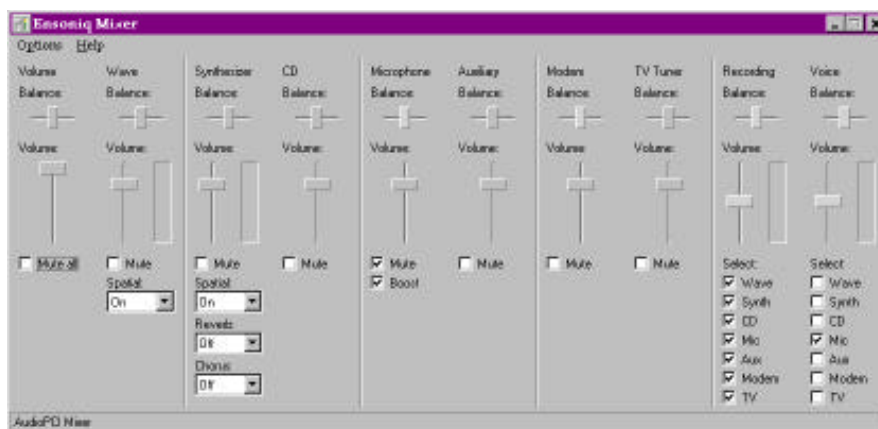 Ensoniq Mixer
Options Help
Volume Wave Synthesizer CD Microphone Auxiliary Modem TV Tuner Recording Voice
Balance: Balance: Balance: Balance: Balance: Balance: Balance: Balance: Balance: Balance:
Volume: Volume: Volume: Volume: Volume: Volume: Volume: Volume: Volume: Volume:
Mute all Mute Mute Mute Mute Mute Mute Mute Select: Select:
Spatial: Spatial: Boost Wave Wave
On On Synth Synth
Reverb: CD CD
Off Mic Mic
Chorus: Aux Aux
Off Modem Modem
TV TV
AudioPCI Mixer